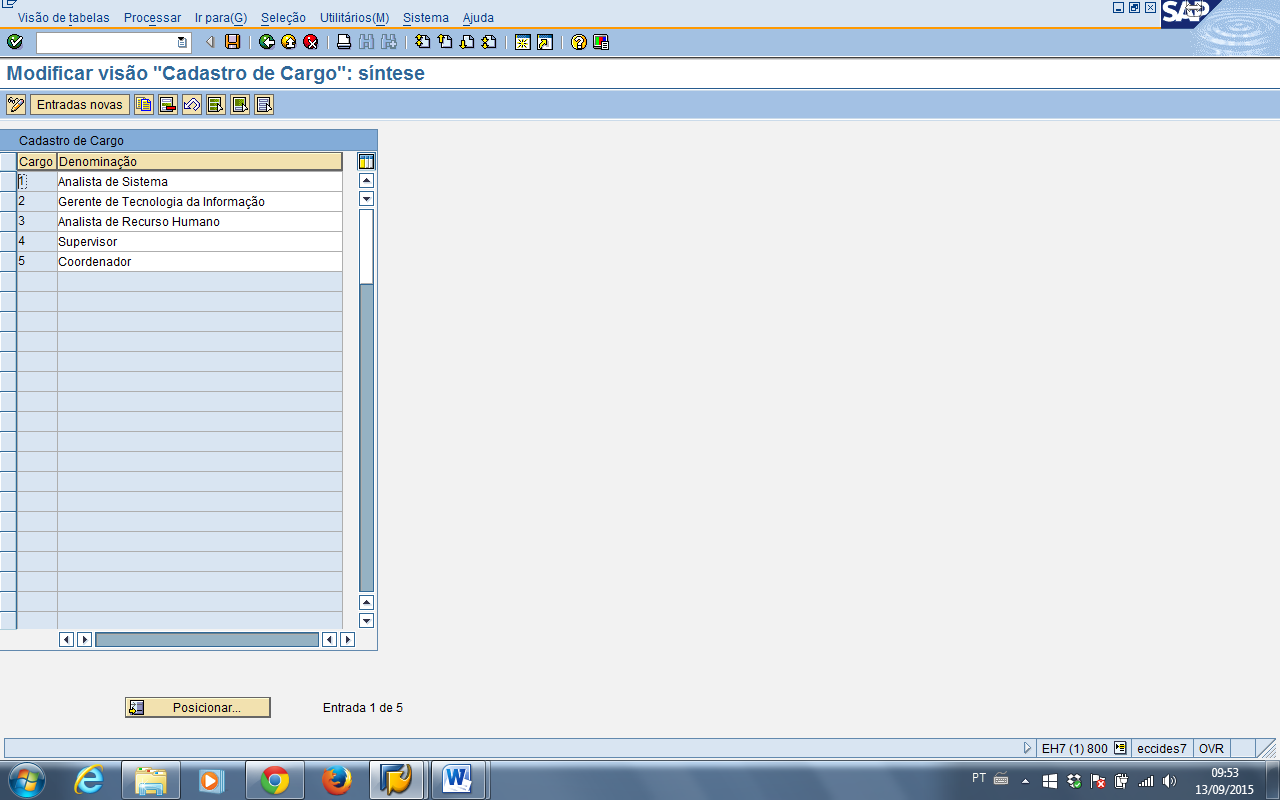 Visão de tabelas Processar Ir para(G) Seleção Utilitários(M) Sistema Ajuda
SAP
Modificar visão "Cadastro de Cargo": síntese
Entradas novas
Cadastro de Cargo
Cargo Denominação
1 Analista de Sistema
2 Gerente de Tecnologia da Informação
3 Analista de Recurso Humano
4 Supervisor
5 Coordenador
Posicionar... Entrada 1 de 5
EH7 (1) 800 eccides7 OVR
PT 09:53
13/09/2015